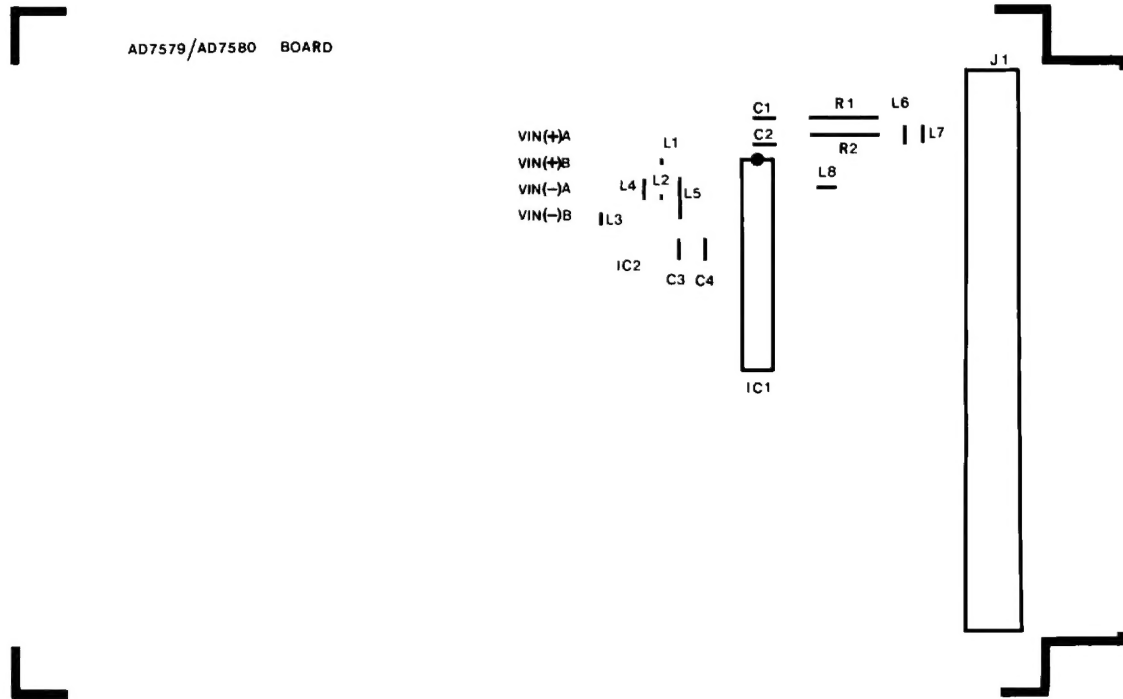 AD7579/AD7580 BOARD
J1
C1
R1
L6
VIN(+)A
L1
C2
R2
L7
VIN(+)B
L8
VIN(–)A
L4
L2
L5
VIN(–)B
L3
IC2
C3
C4
IC1